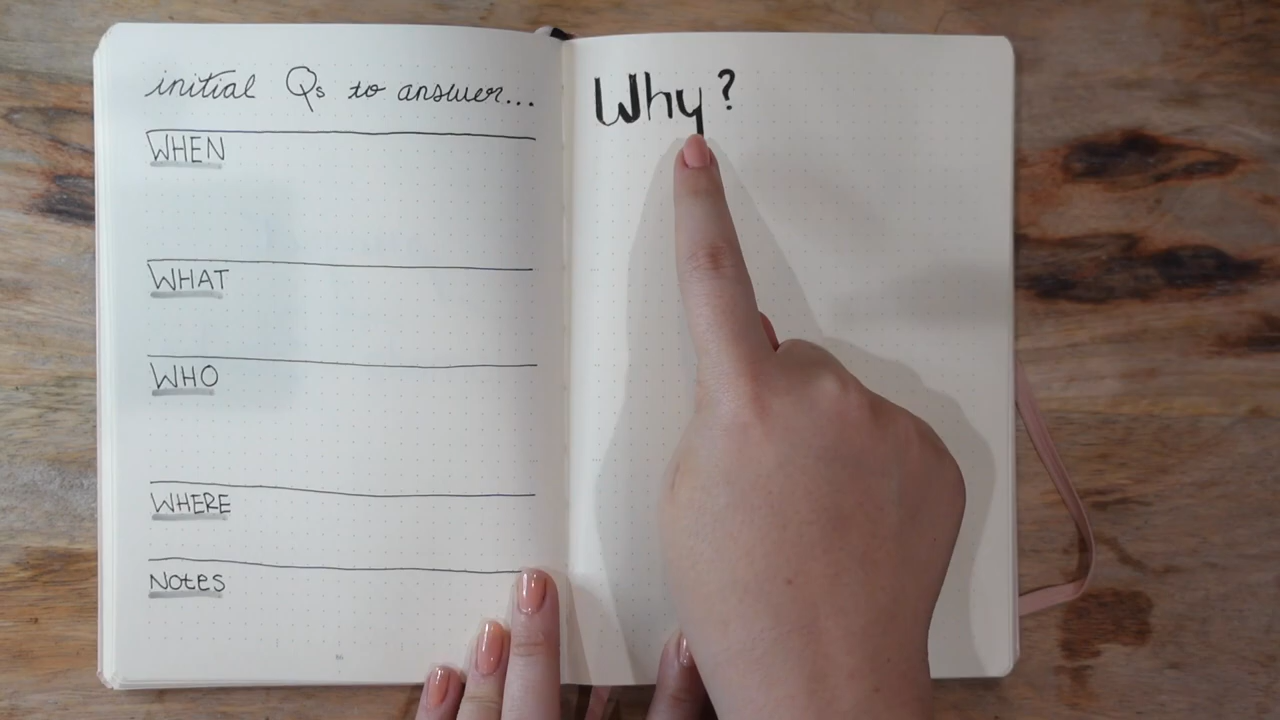 initial Qs to answer...
WHEN
WHAT
WHO
WHERE
Notes
Why?